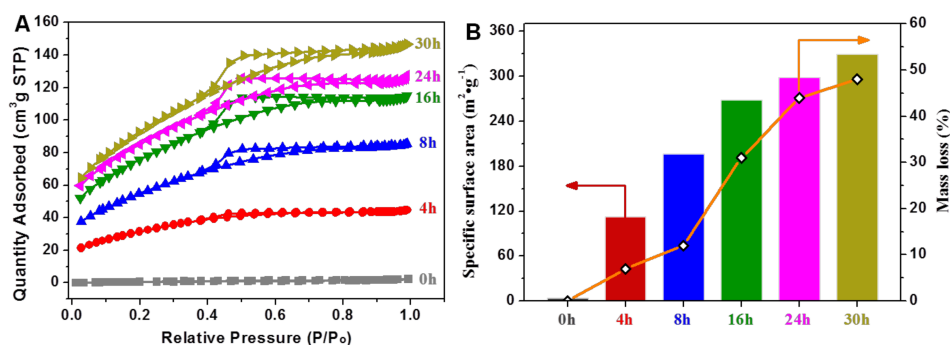 A
Quantity Adsorbed (cm³g STP)
160
140
120
100
80
60
40
20
0
30h
24h
16h
8h
4h
0h
0.0 0.2 0.4 0.6 0.8 1.0
Relative Pressure (P/P₀)
B
Specific surface area (m²•g⁻¹)
360
300
240
180
120
60
0
60
50
40
30
20
10
0
Mass loss (%)
0h 4h 8h 16h 24h 30h